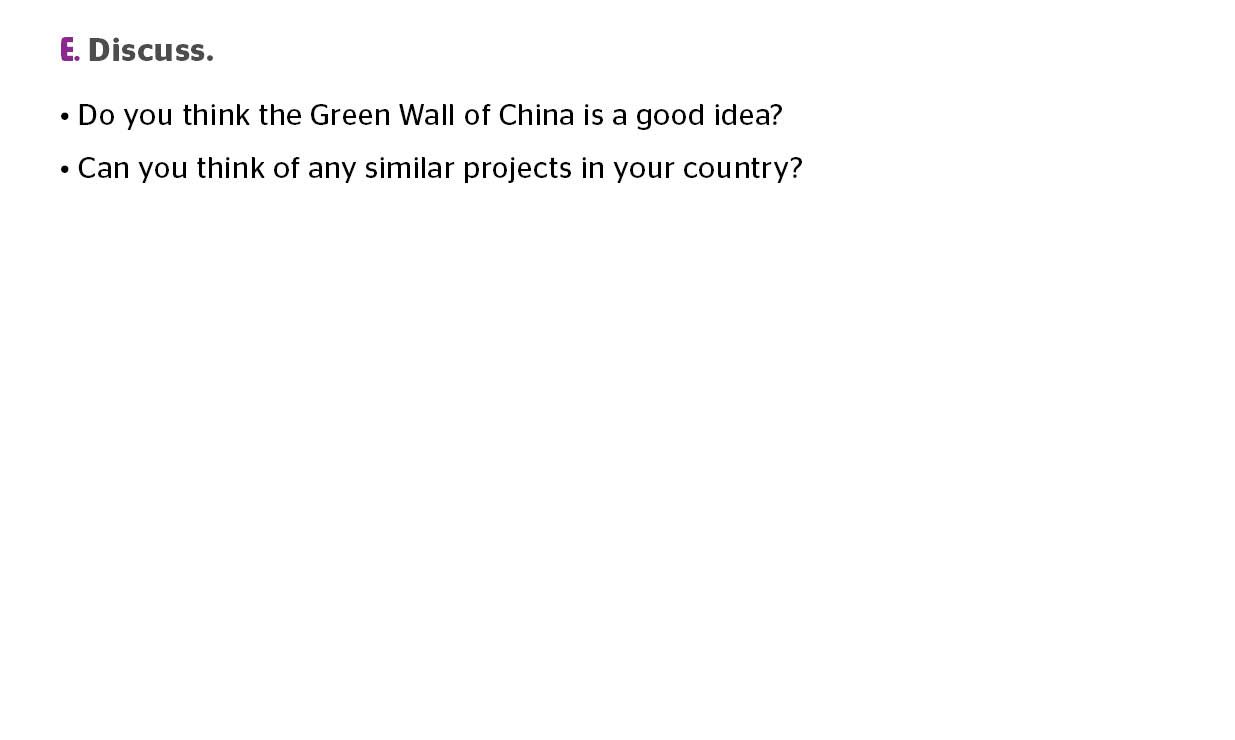 E. Discuss.
• Do you think the Green Wall of China is a good idea?
• Can you think of any similar projects in your country?